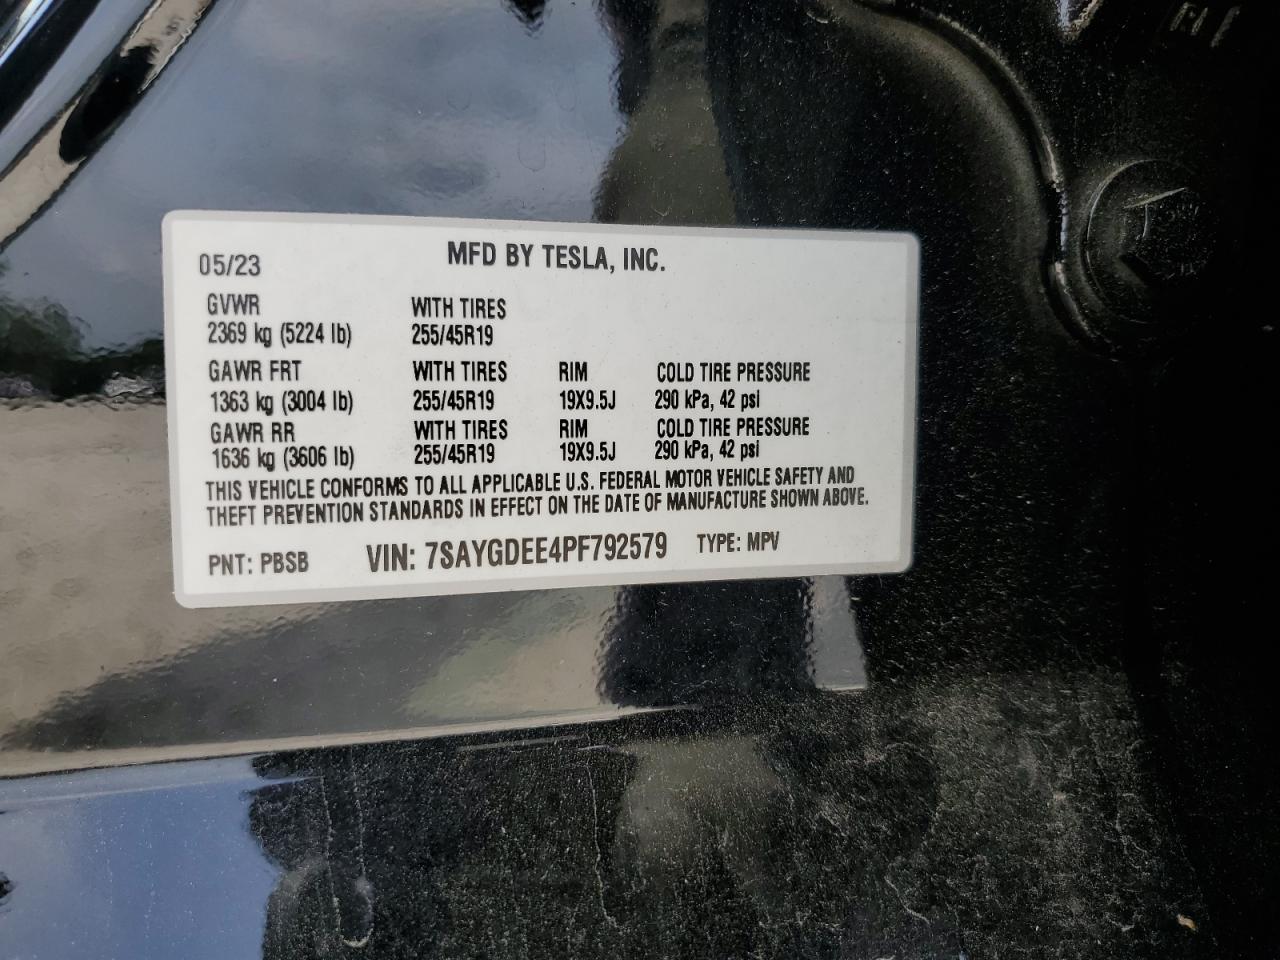 05/23 MFD BY TESLA, INC.
GVWR WITH TIRES
2369 kg (5224 lb) 255/45R19
GAWR FRT WITH TIRES RIM COLD TIRE PRESSURE
1363 kg (3004 lb) 255/45R19 19X9.5J 290 kPa, 42 psi
GAWR RR WITH TIRES RIM COLD TIRE PRESSURE
1636 kg (3606 lb) 255/45R19 19X9.5J 290 kPa, 42 psi
THIS VEHICLE CONFORMS TO ALL APPLICABLE U.S. FEDERAL MOTOR VEHICLE SAFETY AND
THEFT PREVENTION STANDARDS IN EFFECT ON THE DATE OF MANUFACTURE SHOWN ABOVE.
PNT: PBSB VIN: 7SAYGDEE4PF792579 TYPE: MPV